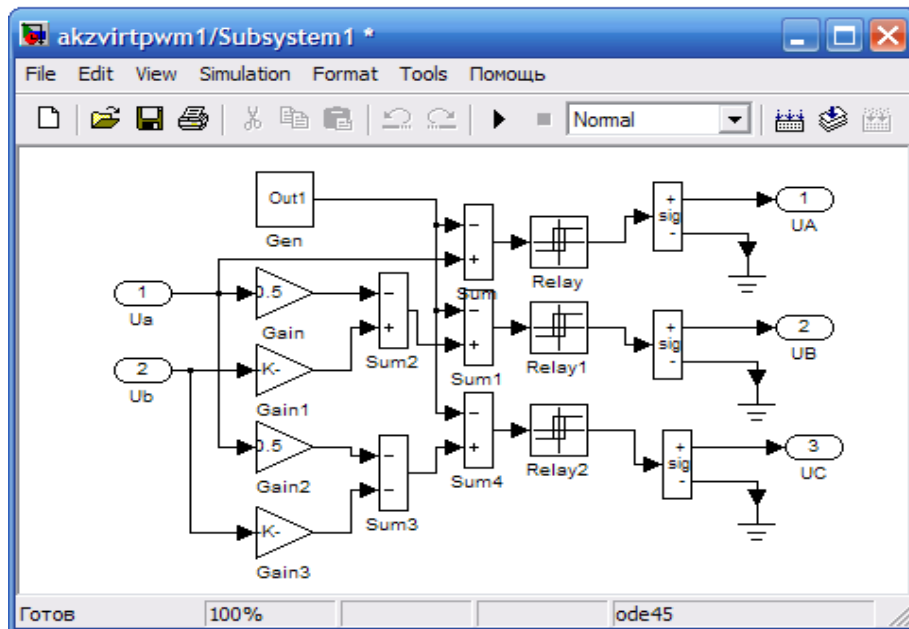 akzvirtpwm1/Subsystem1 *
File Edit View Simulation Format Tools Помощь
Normal
Out1
Gen
- +
Sum
Relay
+ sig -
1
UA
1
Ua
0.5
Gain
- +
Sum2
- +
Sum1
Relay1
+ sig -
2
UB
2
Ub
-K-
Gain1
0.5
Gain2
- -
Sum3
- +
Sum4
Relay2
+ sig -
3
UC
-K-
Gain3
Готов 100% ode45